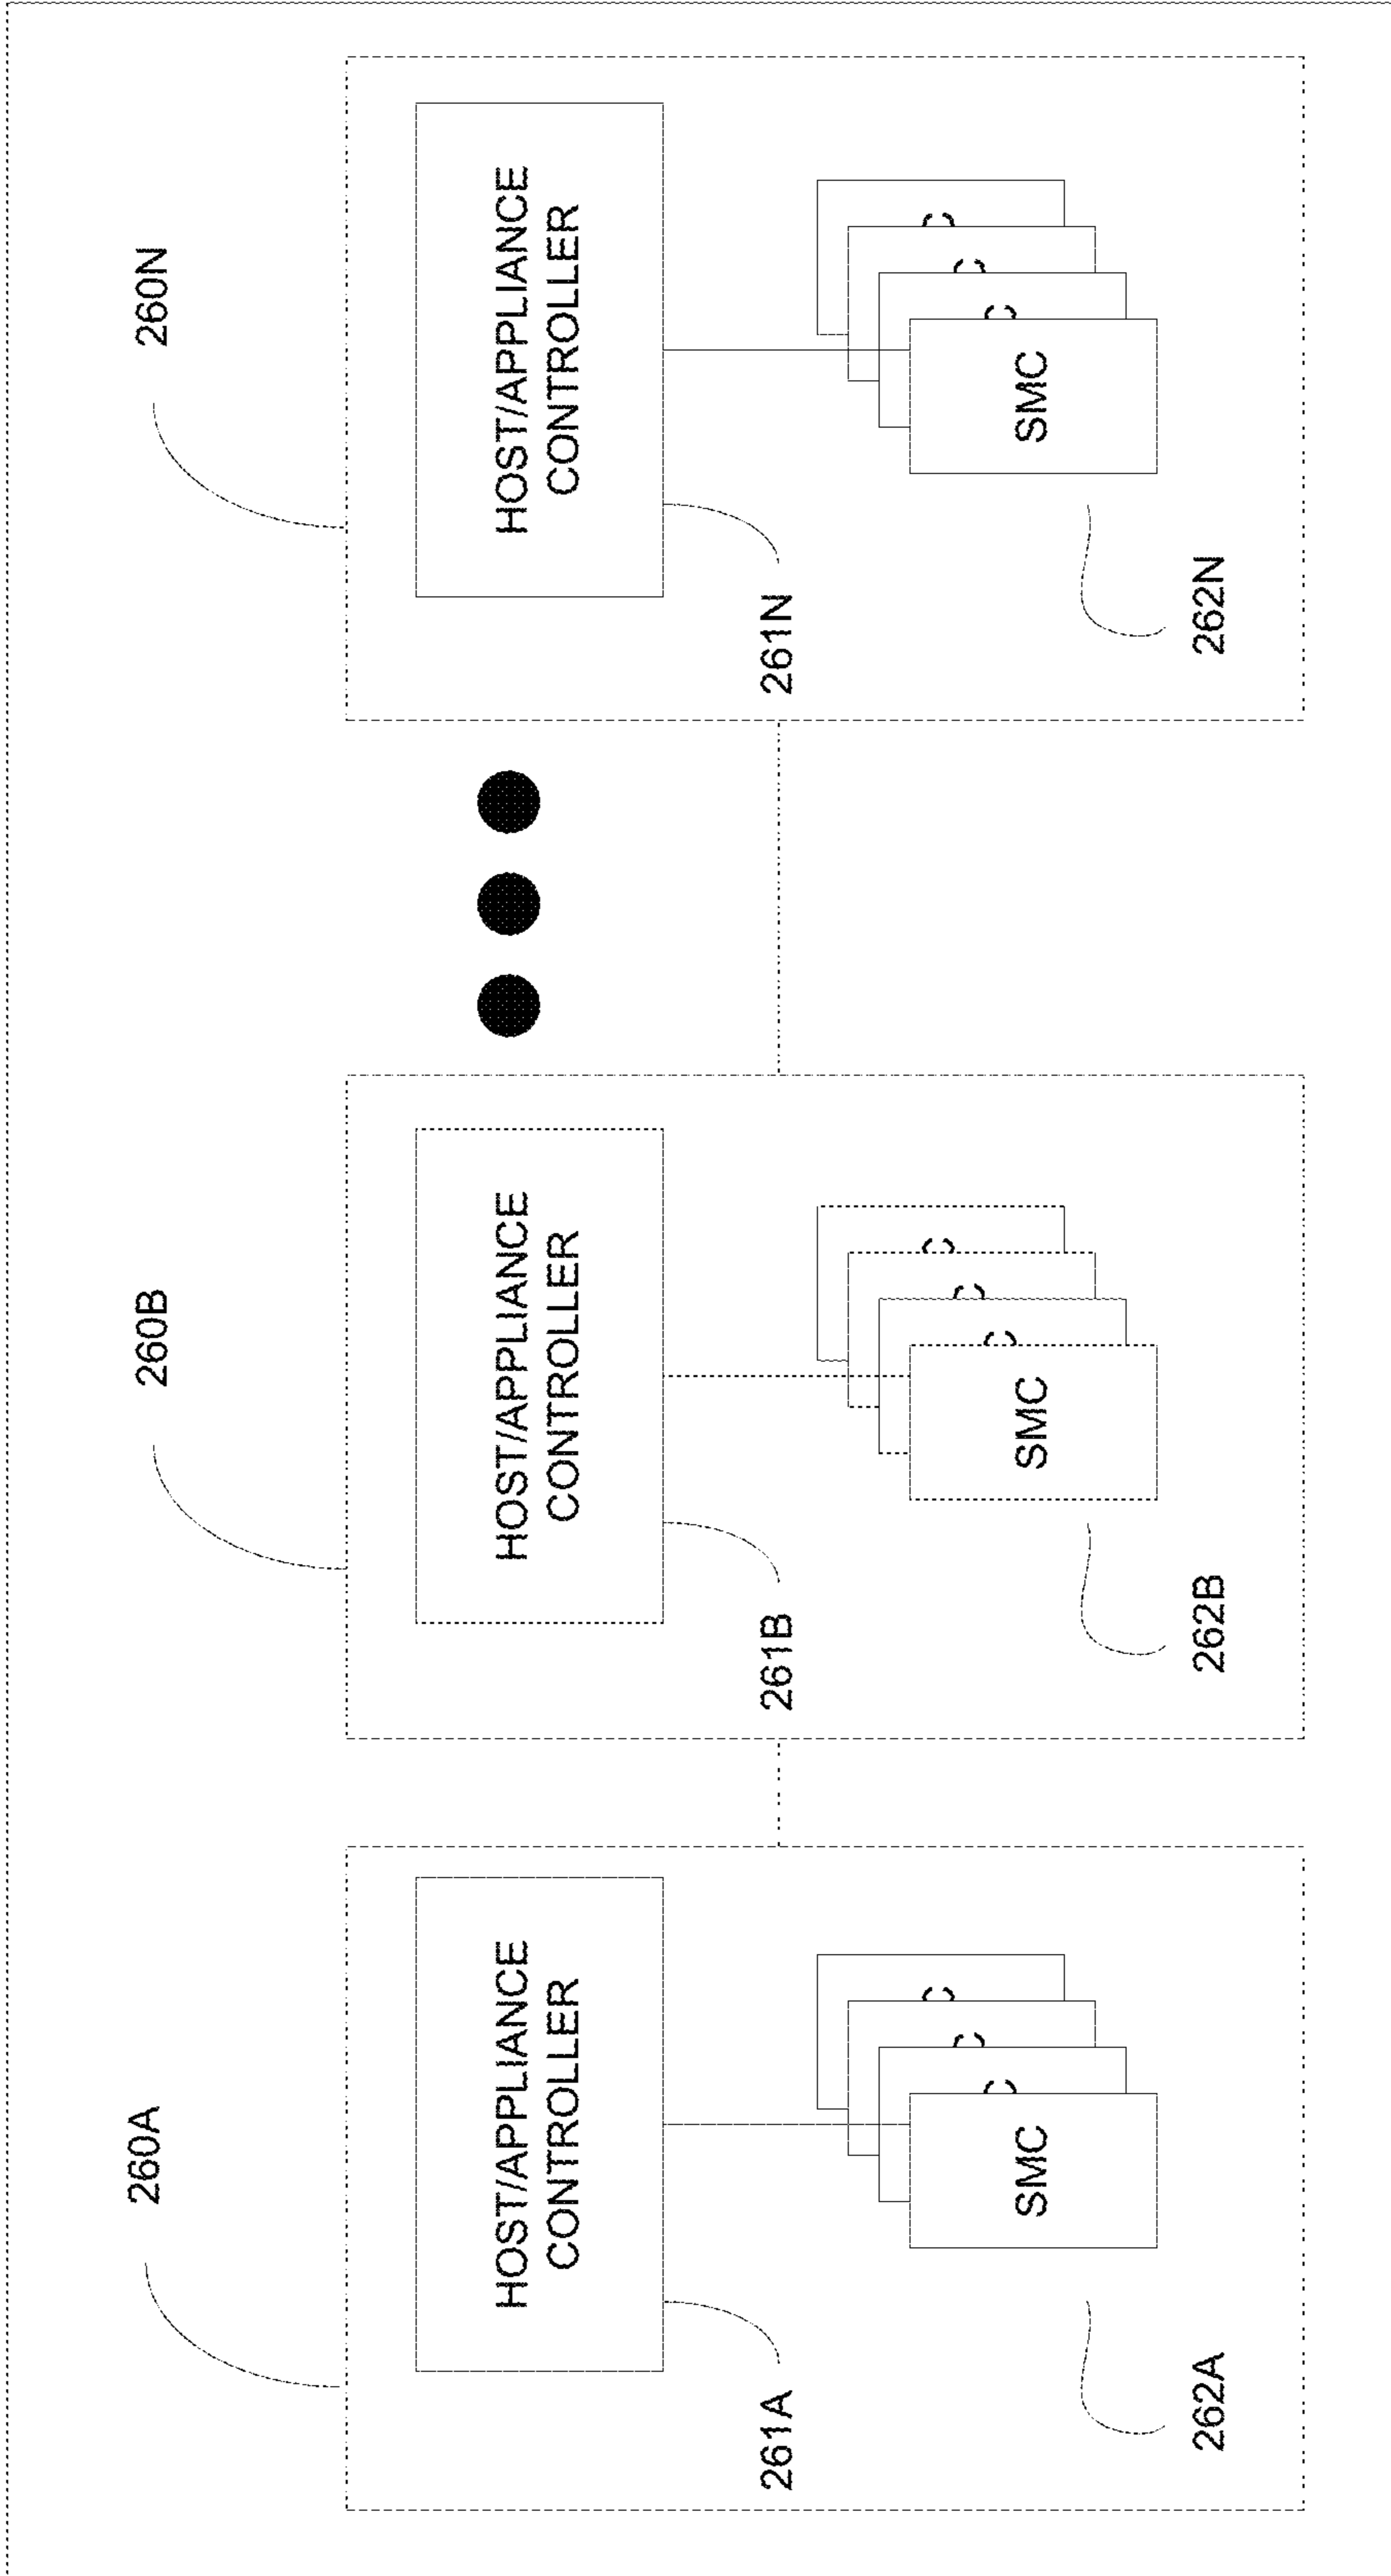 260A
260B
260N
HOST/APPLIANCE
CONTROLLER
HOST/APPLIANCE
CONTROLLER
HOST/APPLIANCE
CONTROLLER
261A
261B
261N
C
C
C
SMC
C
C
C
SMC
C
C
C
SMC
262A
262B
262N